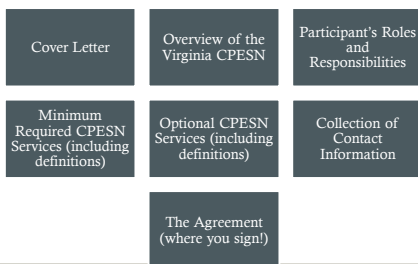 Cover Letter
Overview of the
Virginia CPESN
Participant's Roles
and
Responsibilities
Minimum
Required CPESN
Services (including
definitions)
Optional CPESN
Services (including
definitions)
Collection of
Contact
Information
The Agreement
(where you sign!)